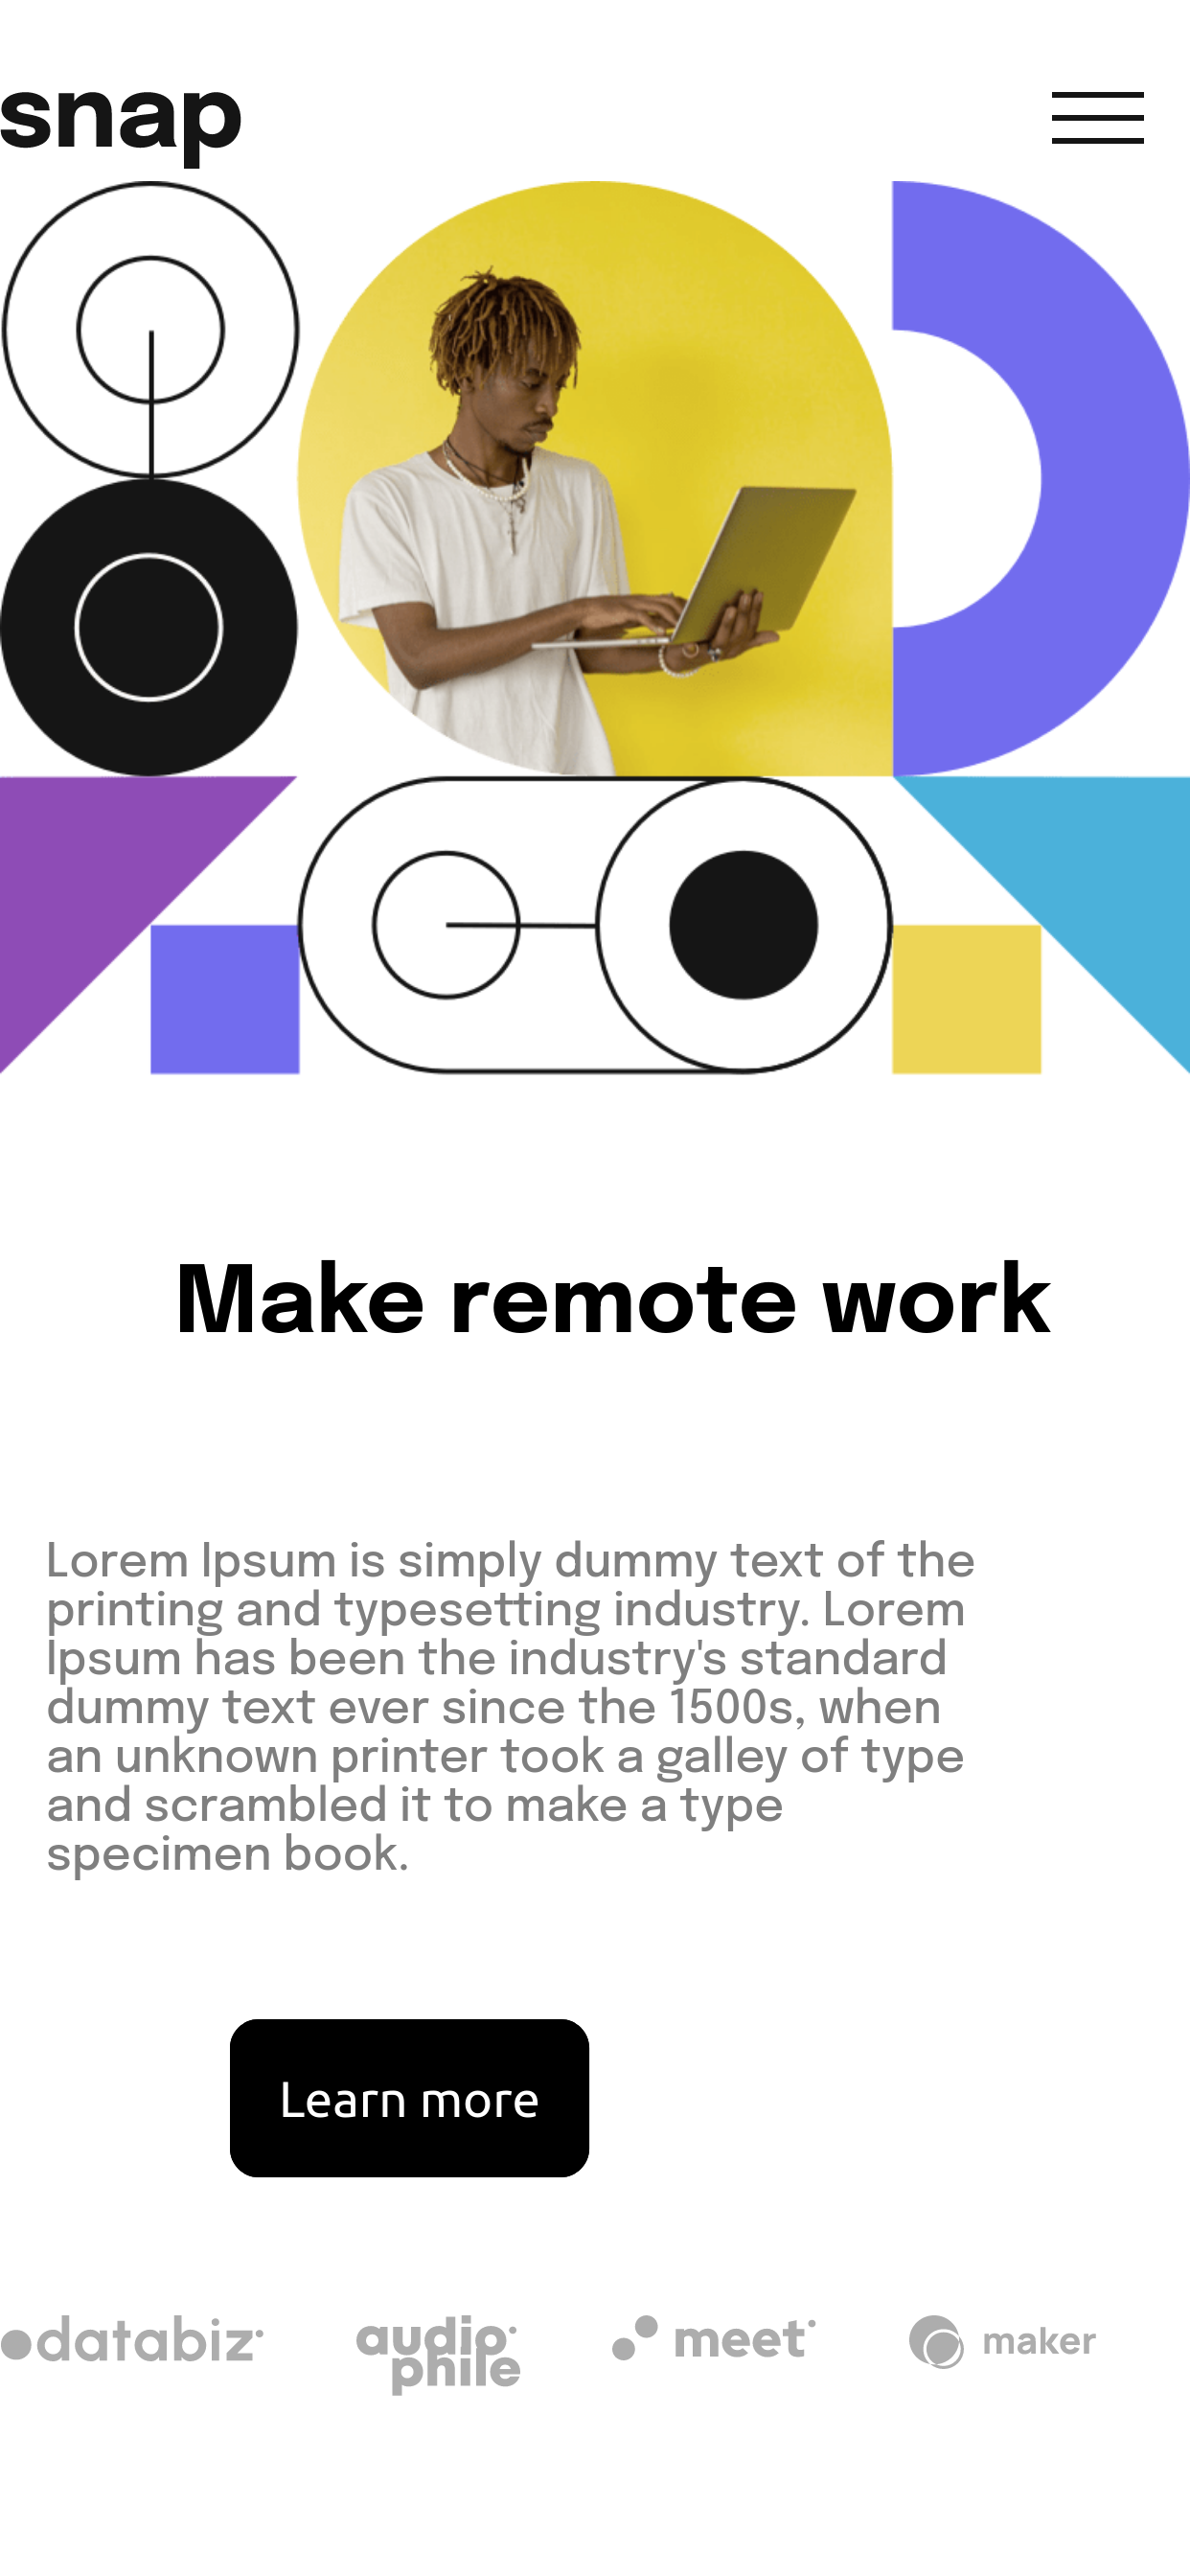 snap
Make remote work
Lorem Ipsum is simply dummy text of the
printing and typesetting industry. Lorem
Ipsum has been the industry's standard
dummy text ever since the 1500s, when
an unknown printer took a galley of type
and scrambled it to make a type
specimen book.
Learn more
databiz audiophile meet maker